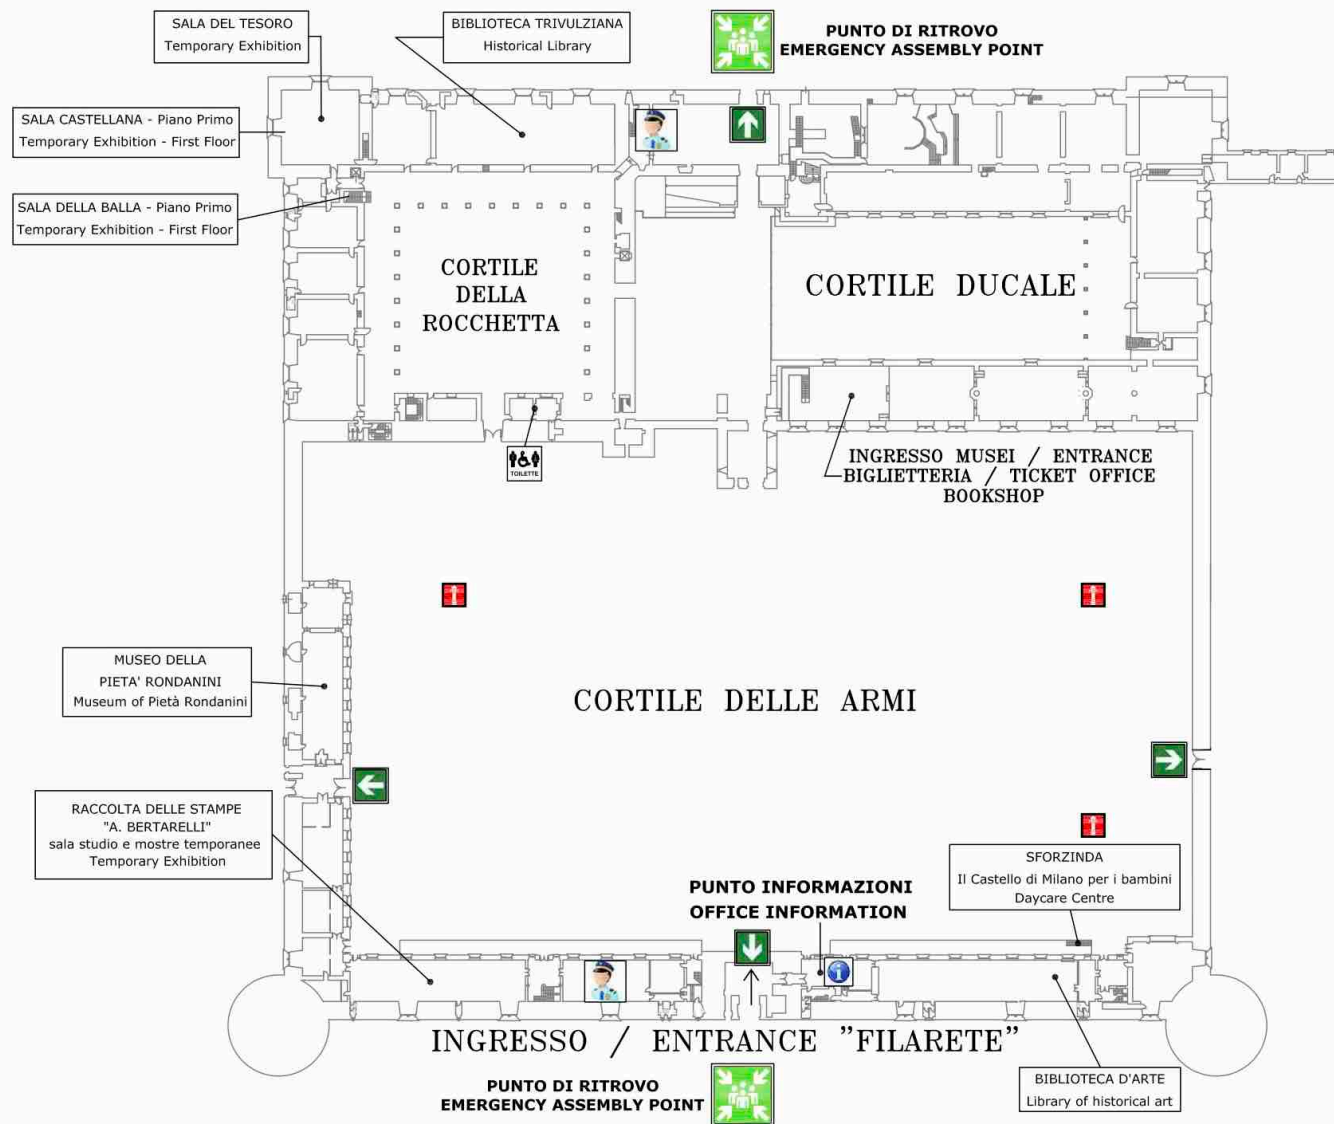 SALA DEL TESORO
Temporary Exhibition
BIBLIOTECA TRIVULZIANA
Historical Library
PUNTO DI RITROVO
EMERGENCY ASSEMBLY POINT
SALA CASTELLANA - Piano Primo
Temporary Exhibition - First Floor
SALA DELLA BALLA - Piano Primo
Temporary Exhibition - First Floor
CORTILE
DELLA
ROCCHETTA
CORTILE DUCALE
TOILETTE
INGRESSO MUSEI / ENTRANCE
BIGLIETTERIA / TICKET OFFICE
BOOKSHOP
MUSEO DELLA
PIETA' RONDANINI
Museum of Pietà Rondanini
CORTILE DELLE ARMI
RACCOLTA DELLE STAMPE
"A. BERTARELLI"
sala studio e mostre temporanee
Temporary Exhibition
SFORZINDA
Il Castello di Milano per i bambini
Daycare Centre
PUNTO INFORMAZIONI
OFFICE INFORMATION
i
INGRESSO / ENTRANCE "FILARETE"
PUNTO DI RITROVO
EMERGENCY ASSEMBLY POINT
BIBLIOTECA D'ARTE
Library of historical art